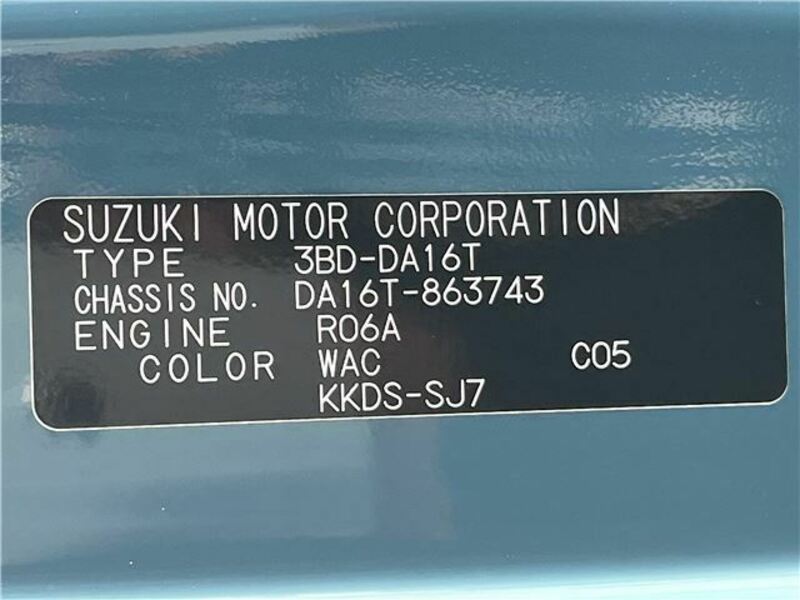 SUZUKI MOTOR CORPORATION
TYPE 3BD-DA16T
CHASSIS NO. DA16T-863743
ENGINE R06A
COLOR WAC C05
KKDS-SJ7